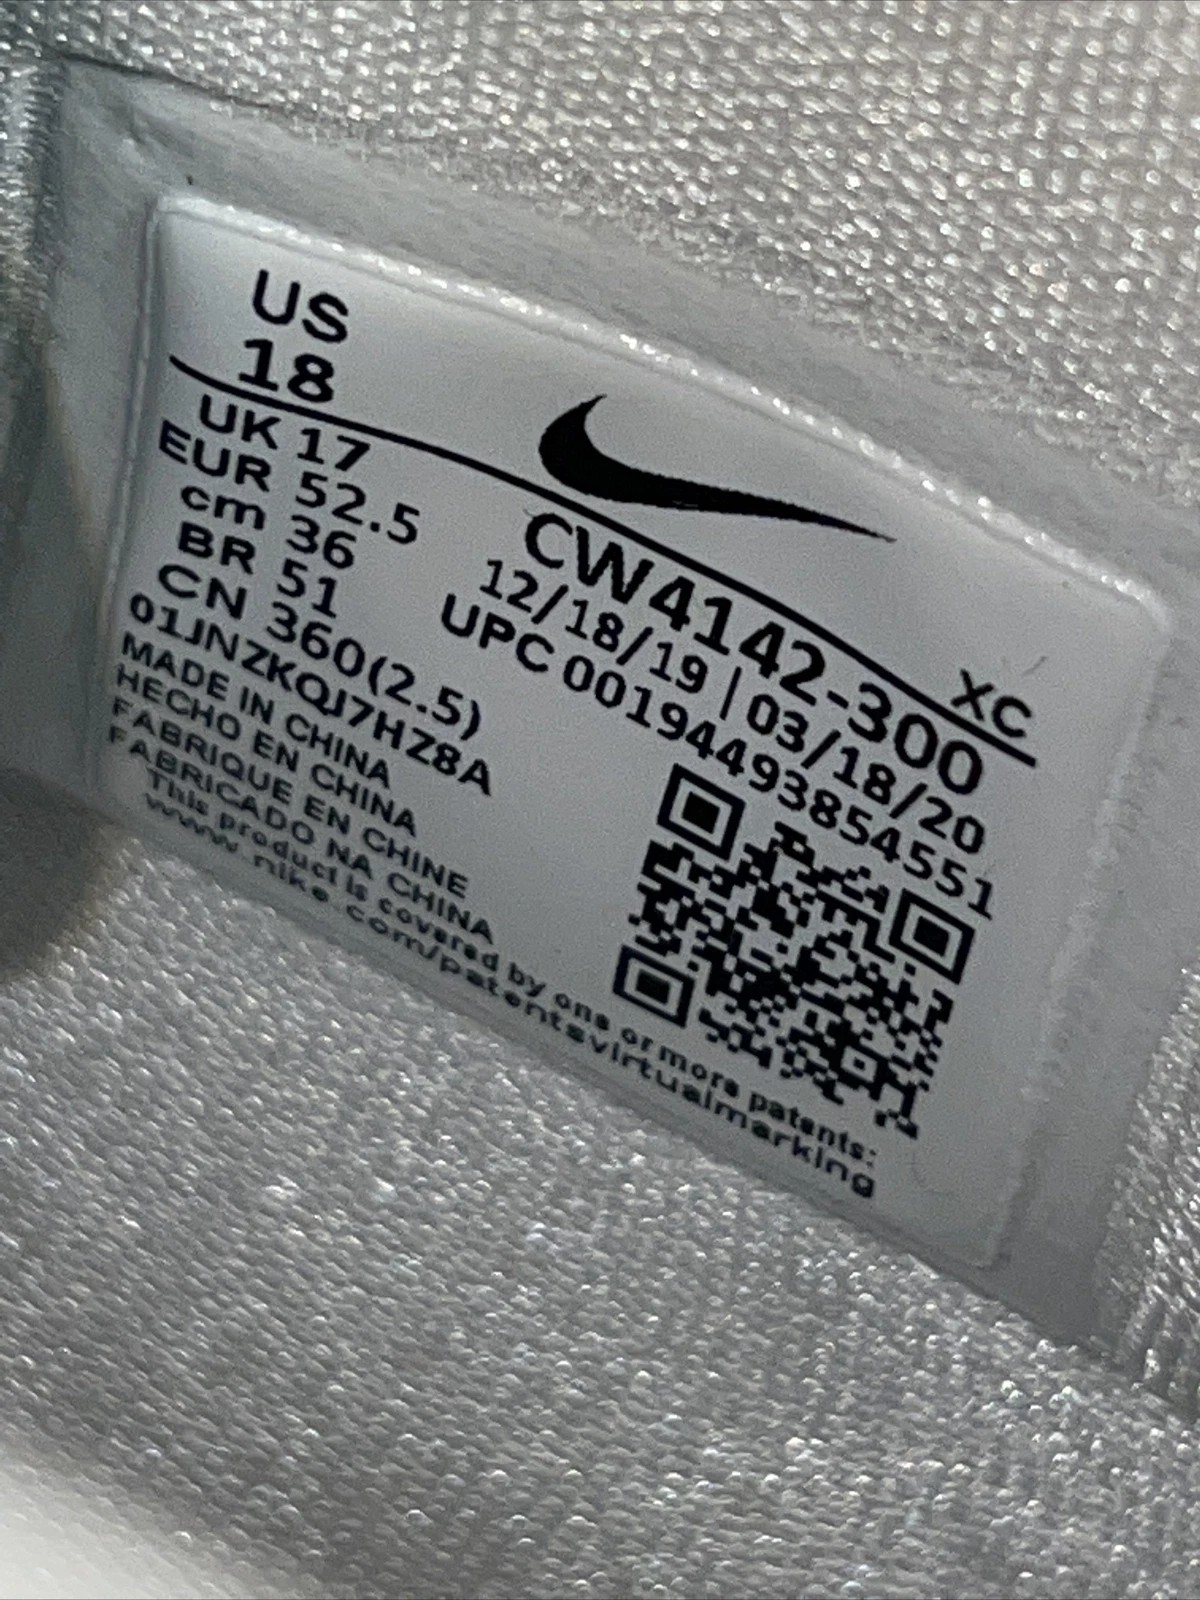 US
18
UK 17
EUR 52.5
cm 36
BR 51
CN 360(2.5)
01JNZKQJ7HZ8A
MADE IN CHINA
HECHO EN CHINA
FABRIQUE EN CHINE
FABRICADO NA CHINA
This product is covered by one or more patents:
www.nike.com/patentsvirtualmarking
XC
CW4142-300
12/18/19 | 03/18/20
UPC 00194493854551